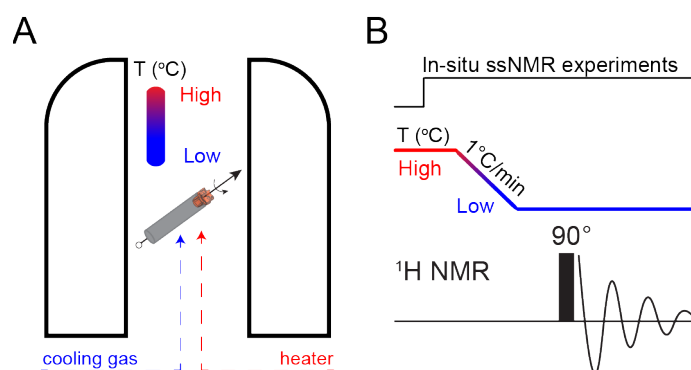 A
T (°C)
High
Low
cooling gas
heater
B
In-situ ssNMR experiments
T (°C)
High
1°C/min
Low
90°
¹H NMR